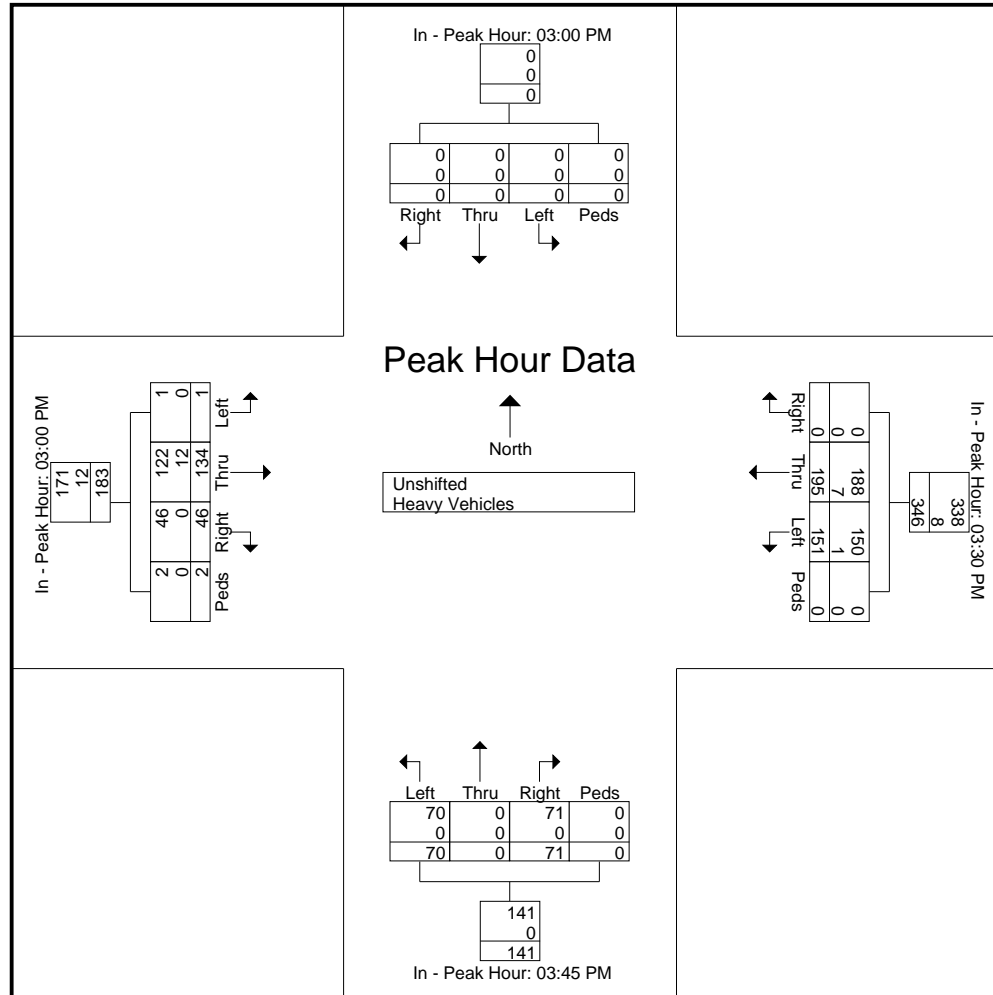 In - Peak Hour: 03:00 PM
0
0
0
0 0 0 0
0 0 0 0
0 0 0 0
Right Thru Left Peds
Peak Hour Data
North
Unshifted
Heavy Vehicles
In - Peak Hour: 03:00 PM
171
12
183
1 122 46 2
0 12 0 0
1 134 46 2
Left Thru Right Peds
In - Peak Hour: 03:30 PM
338
8
346
0 188 150 0
0 7 1 0
0 195 151 0
Right Thru Left Peds
Left Thru Right Peds
70 0 71 0
0 0 0 0
70 0 71 0
141
0
141
In - Peak Hour: 03:45 PM